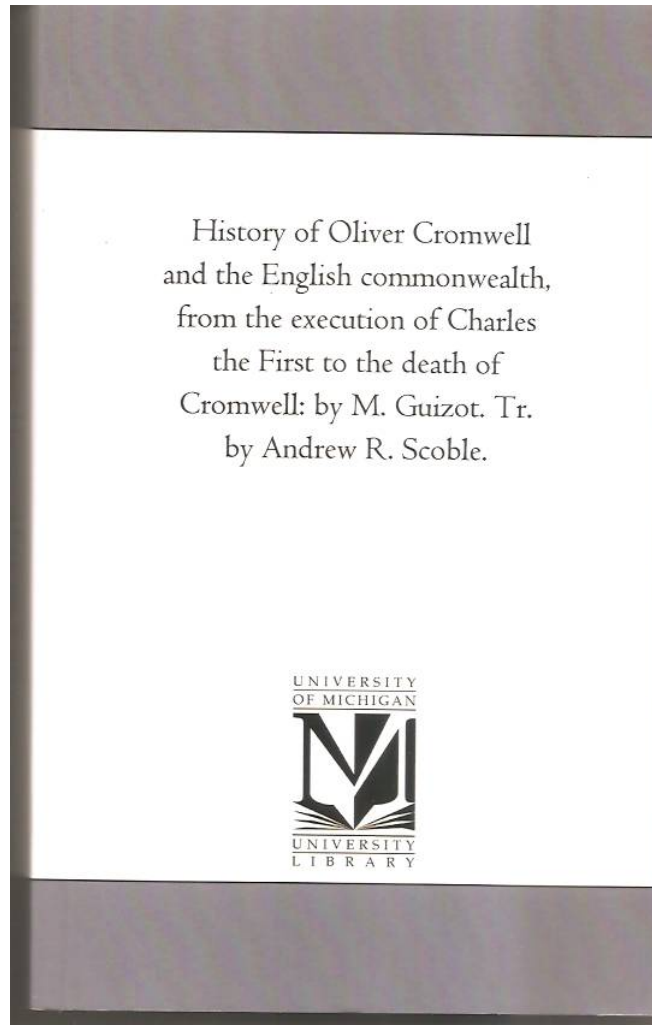 History of Oliver Cromwell
and the English commonwealth,
from the execution of Charles
the First to the death of
Cromwell: by M. Guizot. Tr.
by Andrew R. Scoble.
UNIVERSITY
OF MICHIGAN
M
UNIVERSITY
LIBRARY